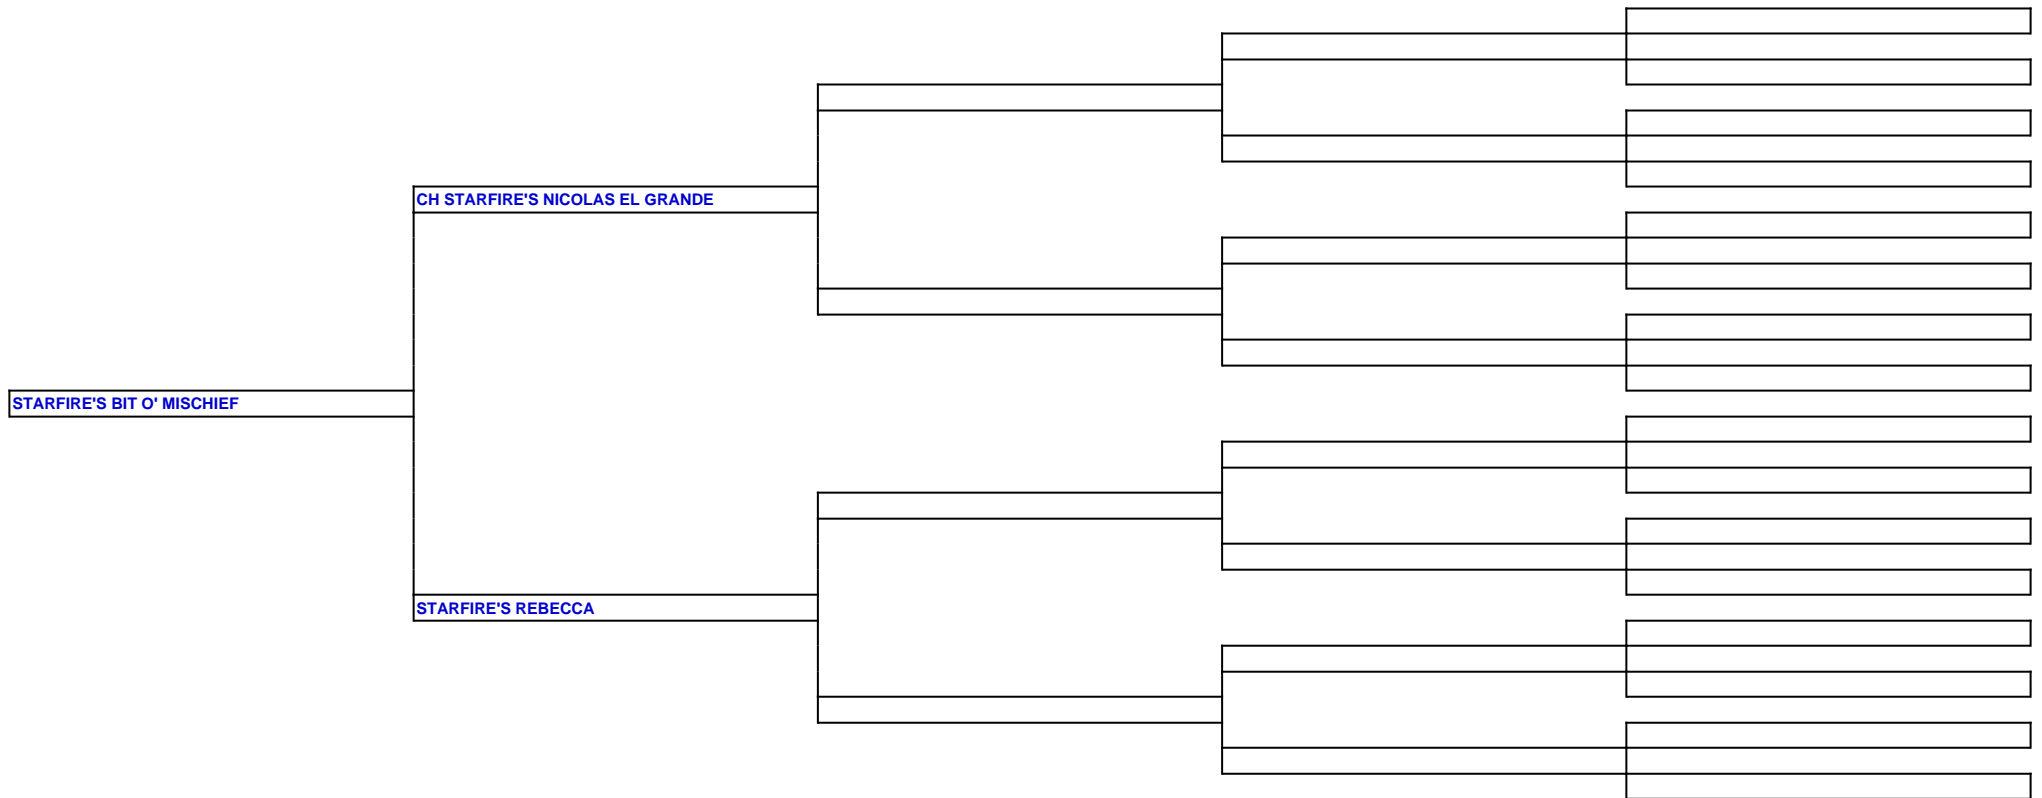 CH STARFIRE'S NICOLAS EL GRANDE
STARFIRE'S BIT O' MISCHIEF
STARFIRE'S REBECCA